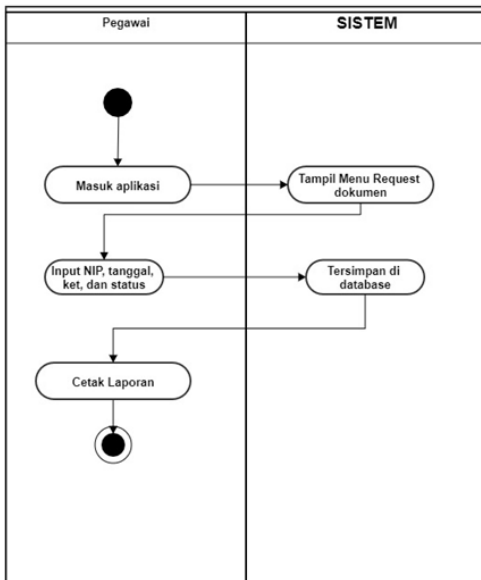 Pegawai
SISTEM
Masuk aplikasi
Tampil Menu Request
dokumen
Input NIP, tanggal,
ket, dan status
Tersimpan di
database
Cetak Laporan